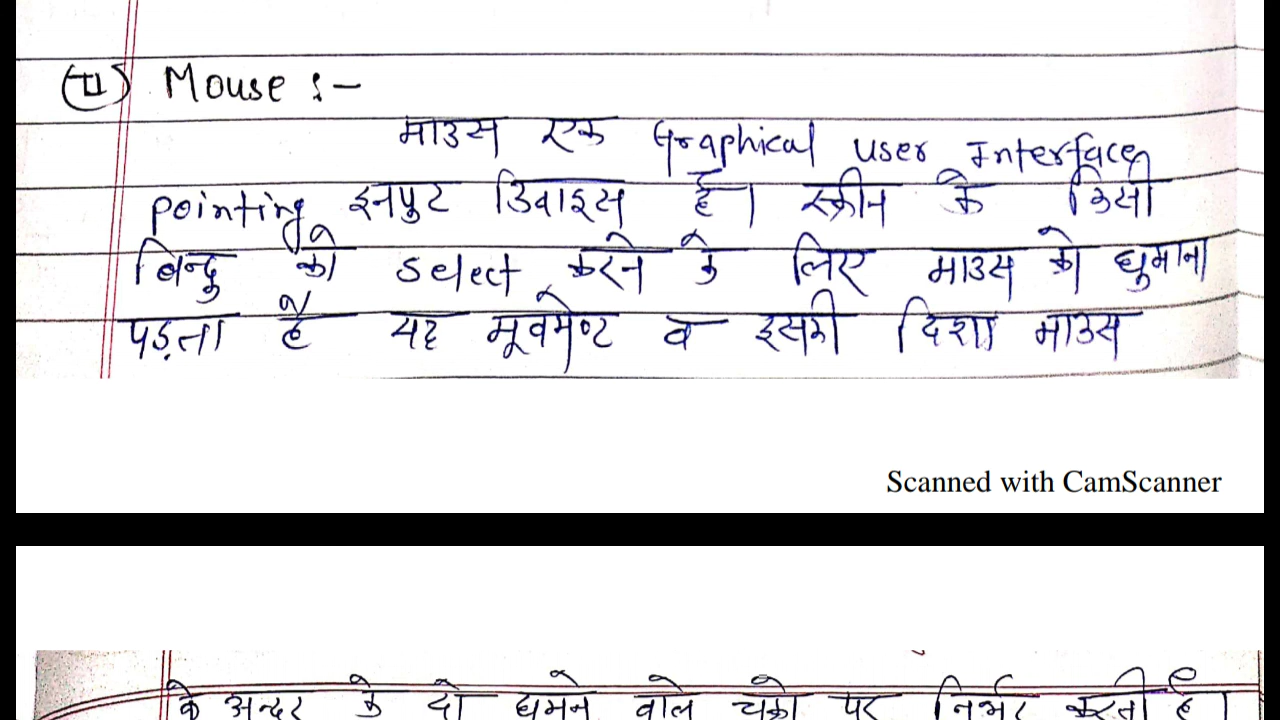 (II) Mouse :-
माउस एक Graphical user Interface
pointing इनपुट डिवाइस है। स्क्रीन के किसी
बिन्दु को select करने के लिए माउस को घुमाना
पड़ता है यह मूवमेण्ट व इसकी दिशा माउस
Scanned with CamScanner
के अन्दर के दो घुमने वाले चक्रो पर निर्भर करती है।